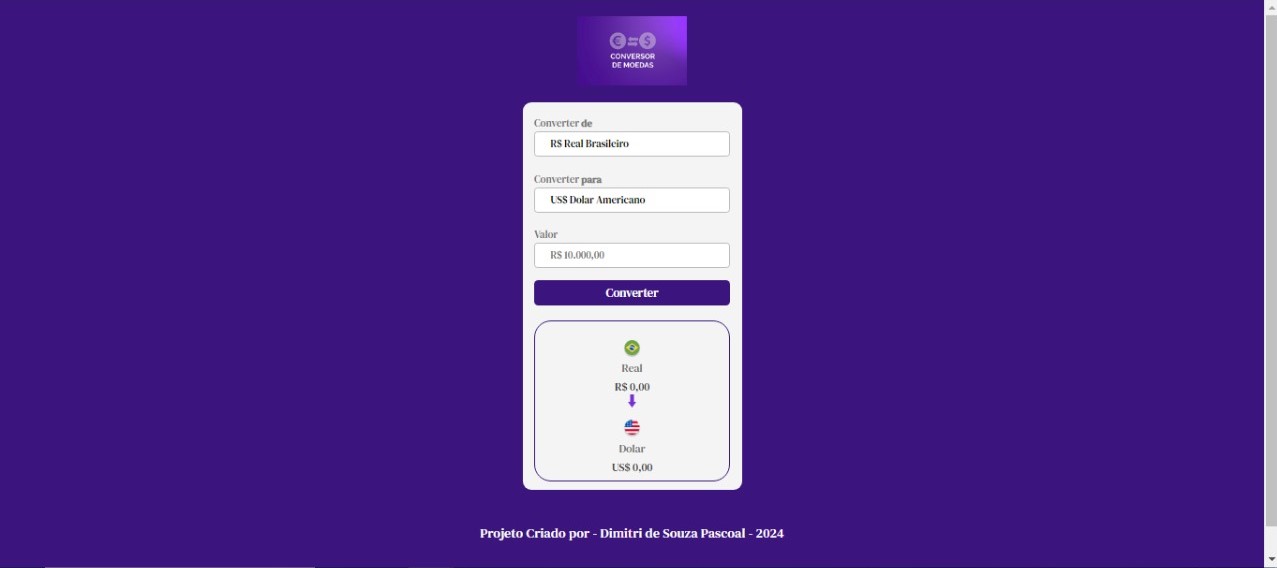 CONVERSOR
DE MOEDAS
Converter de
R$ Real Brasileiro
Converter para
US$ Dolar Americano
Valor
R$ 10.000,00
Converter
Real
R$ 0,00
Dolar
US$ 0,00
Projeto Criado por - Dimitri de Souza Pascoal - 2024